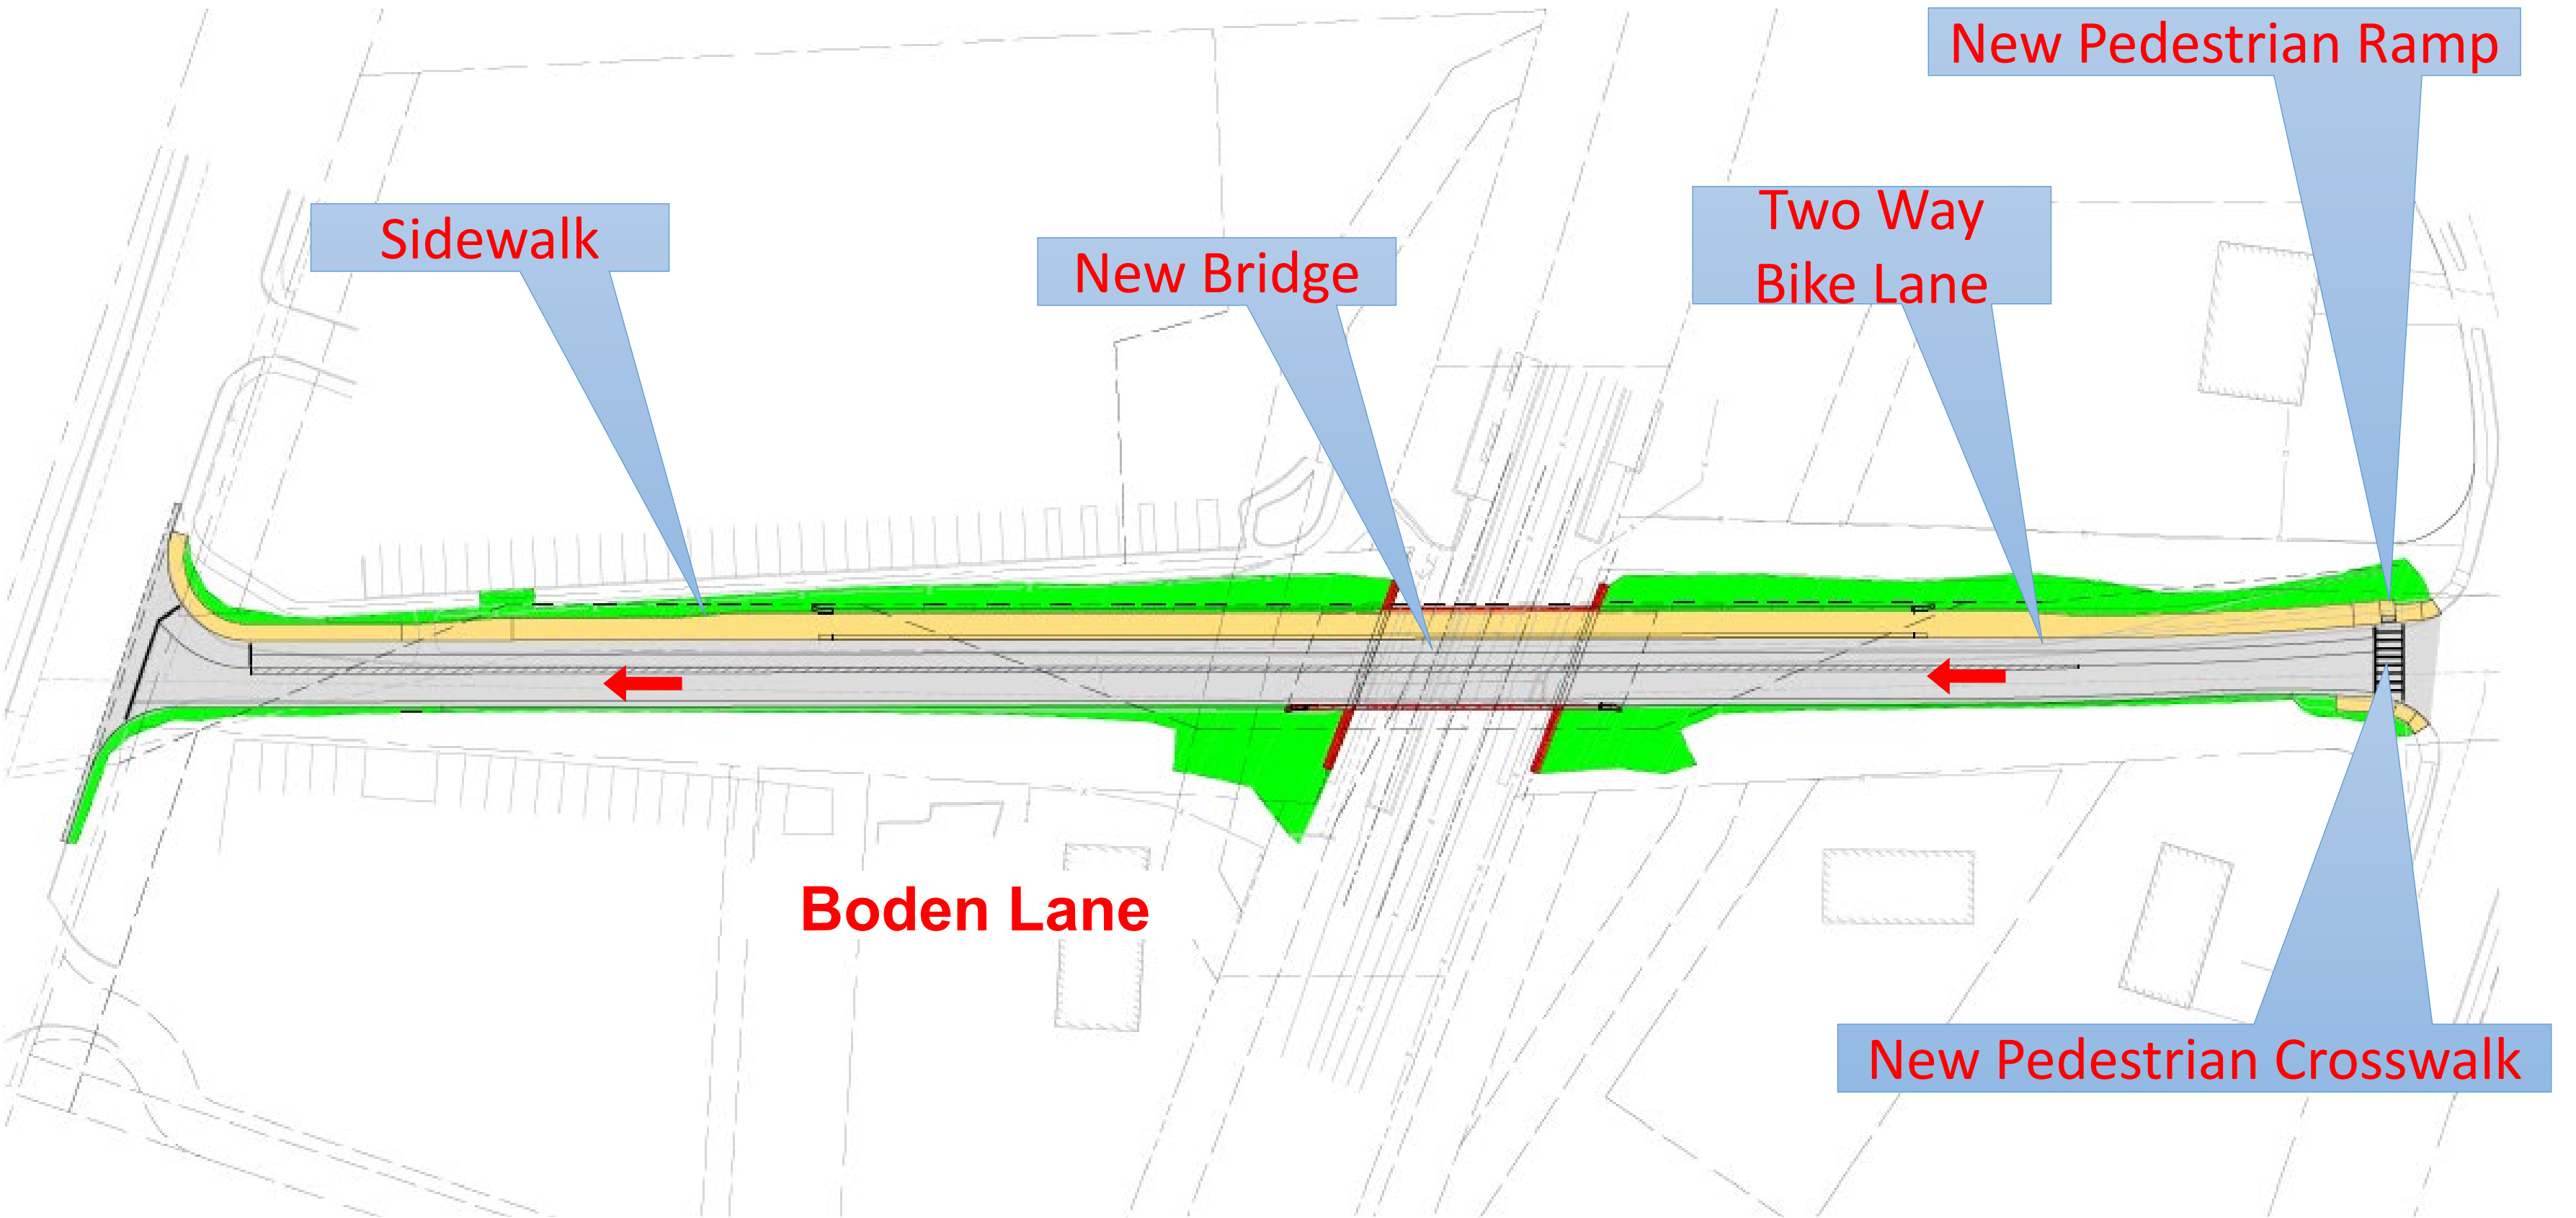 New Pedestrian Ramp
Two Way
Bike Lane
Sidewalk
New Bridge
Boden Lane
New Pedestrian Crosswalk